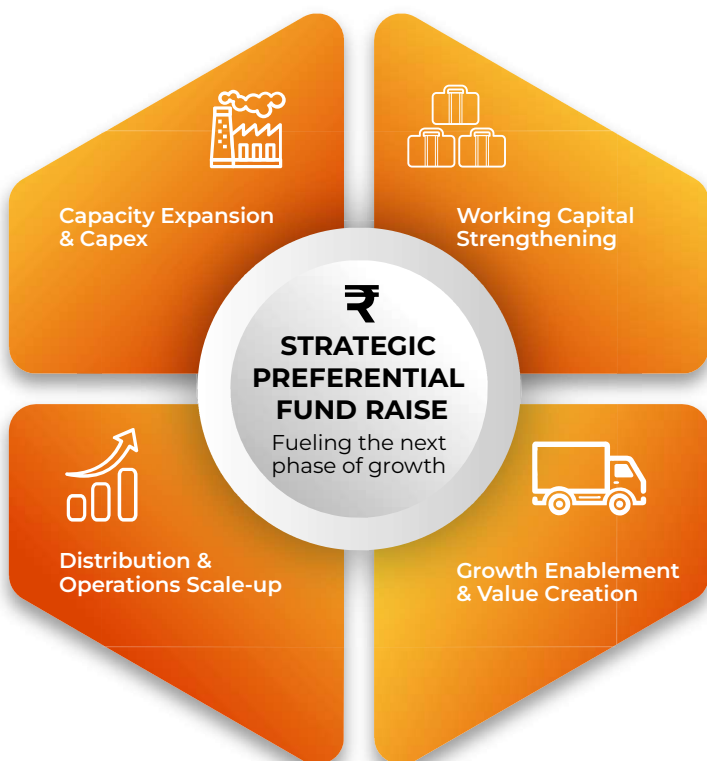 Capacity Expansion
& Capex
Working Capital
Strengthening
₹
STRATEGIC
PREFERENTIAL
FUND RAISE
Fueling the next
phase of growth
Distribution &
Operations Scale-up
Growth Enablement
& Value Creation